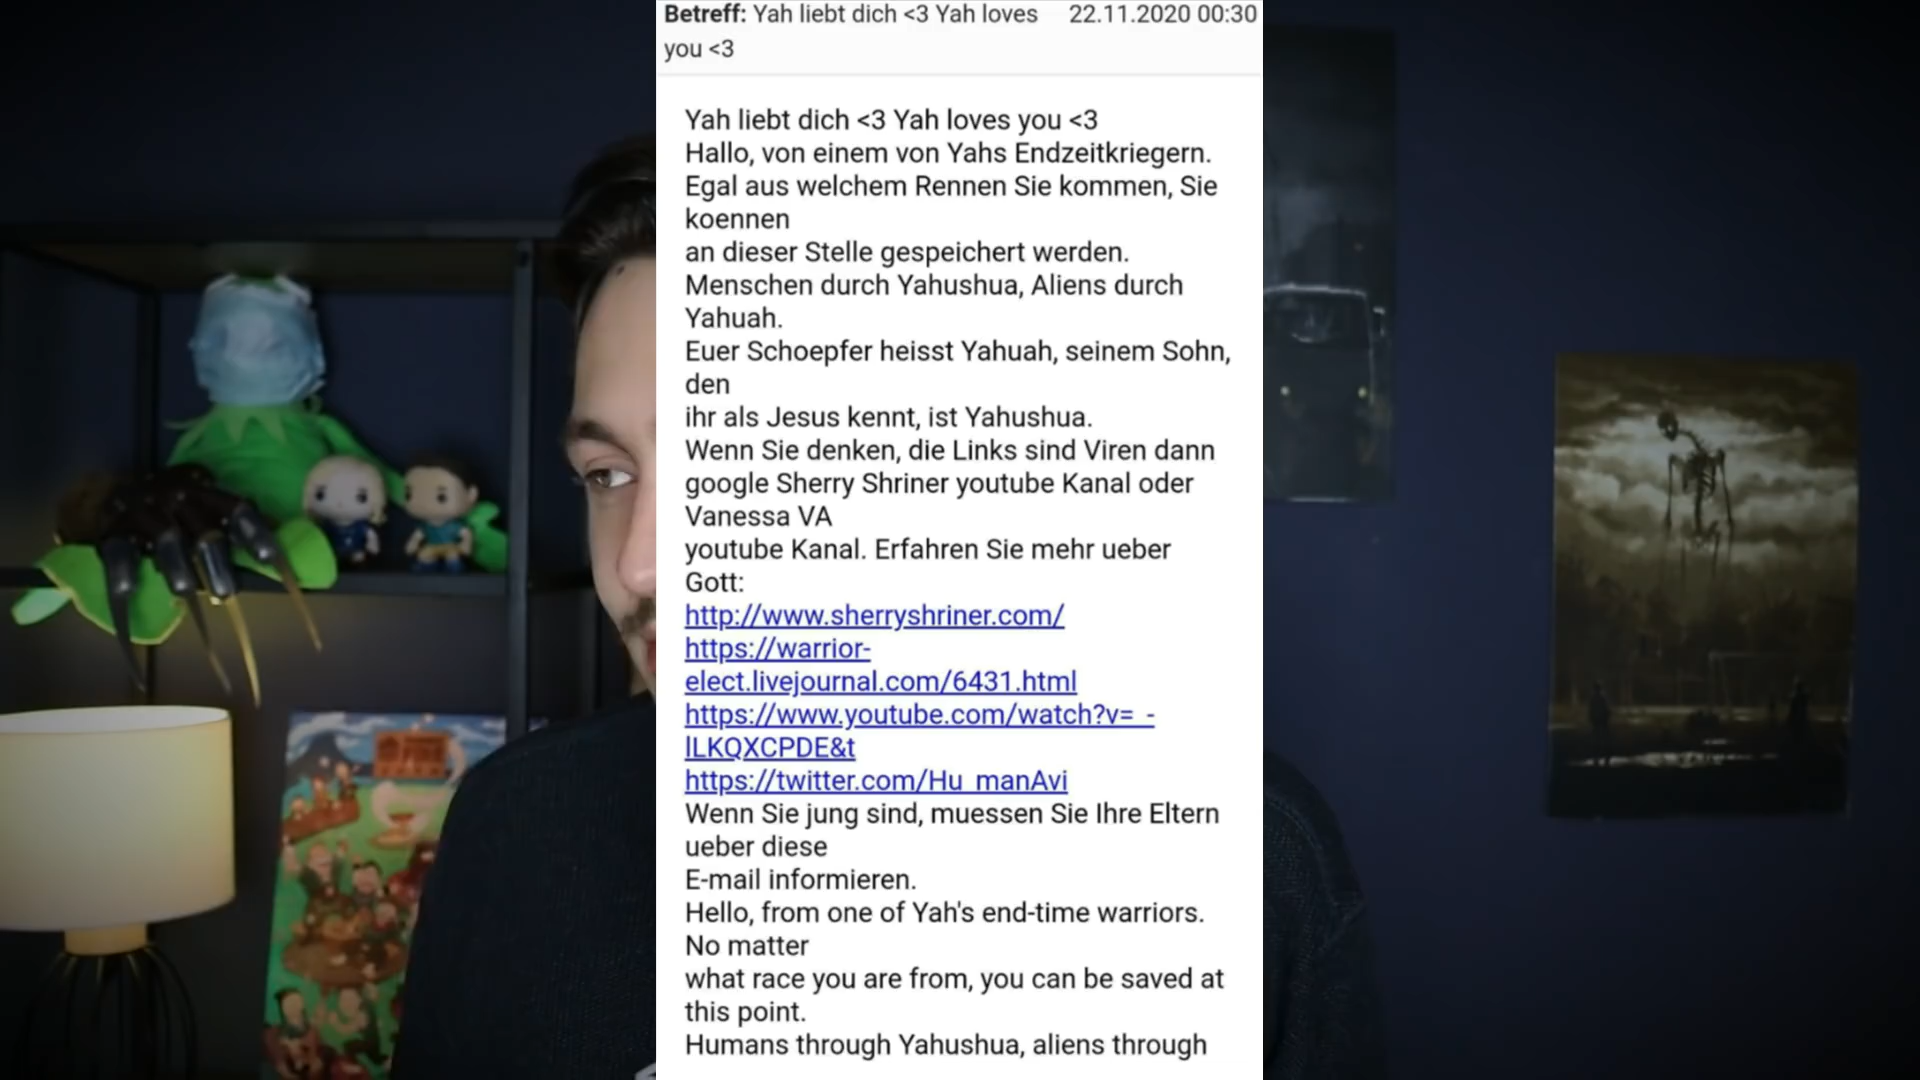 Betreff: Yah liebt dich <3 Yah loves 22.11.2020 00:30
you <3
Yah liebt dich <3 Yah loves you <3
Hallo, von einem von Yahs Endzeitkriegern.
Egal aus welchem Rennen Sie kommen, Sie
koennen
an dieser Stelle gespeichert werden.
Menschen durch Yahushua, Aliens durch
Yahuah.
Euer Schoepfer heisst Yahuah, seinem Sohn,
den
ihr als Jesus kennt, ist Yahushua.
Wenn Sie denken, die Links sind Viren dann
google Sherry Shriner youtube Kanal oder
Vanessa VA
youtube Kanal. Erfahren Sie mehr ueber
Gott:
http://www.sherryshriner.com/
https://warrior-
elect.livejournal.com/6431.html
https://www.youtube.com/watch?v=_-
lLKQXCPDE&t
https://twitter.com/Hu_manAvi
Wenn Sie jung sind, muessen Sie Ihre Eltern
ueber diese
E-mail informieren.
Hello, from one of Yah's end-time warriors.
No matter
what race you are from, you can be saved at
this point.
Humans through Yahushua, aliens through